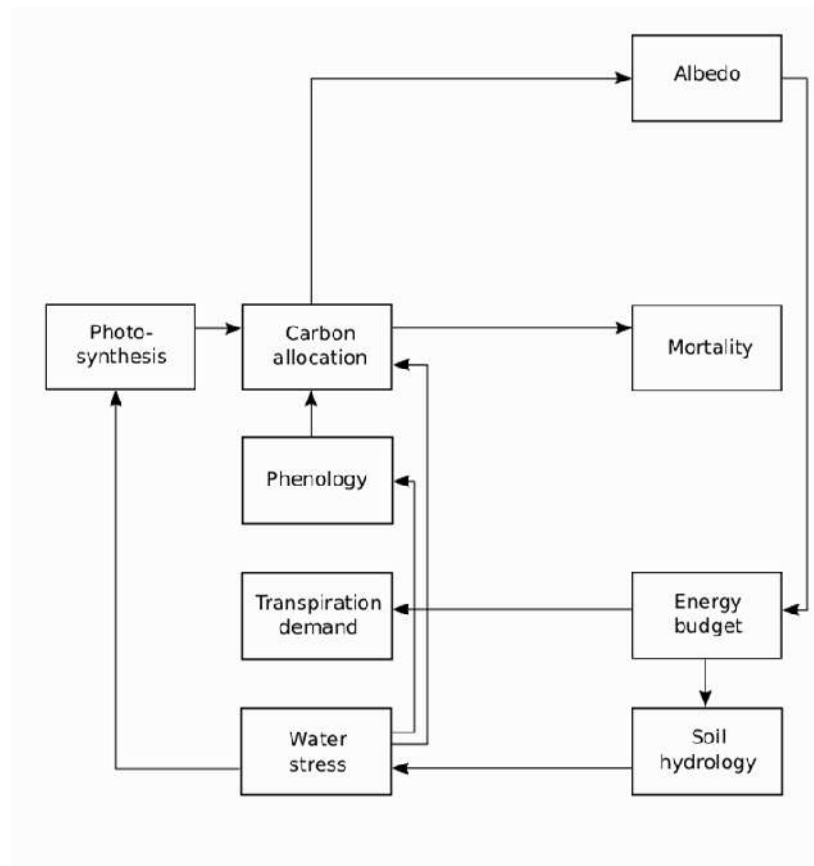 Albedo
Photo-
synthesis
Carbon
allocation
Mortality
Phenology
Transpiration
demand
Energy
budget
Water
stress
Soil
hydrology